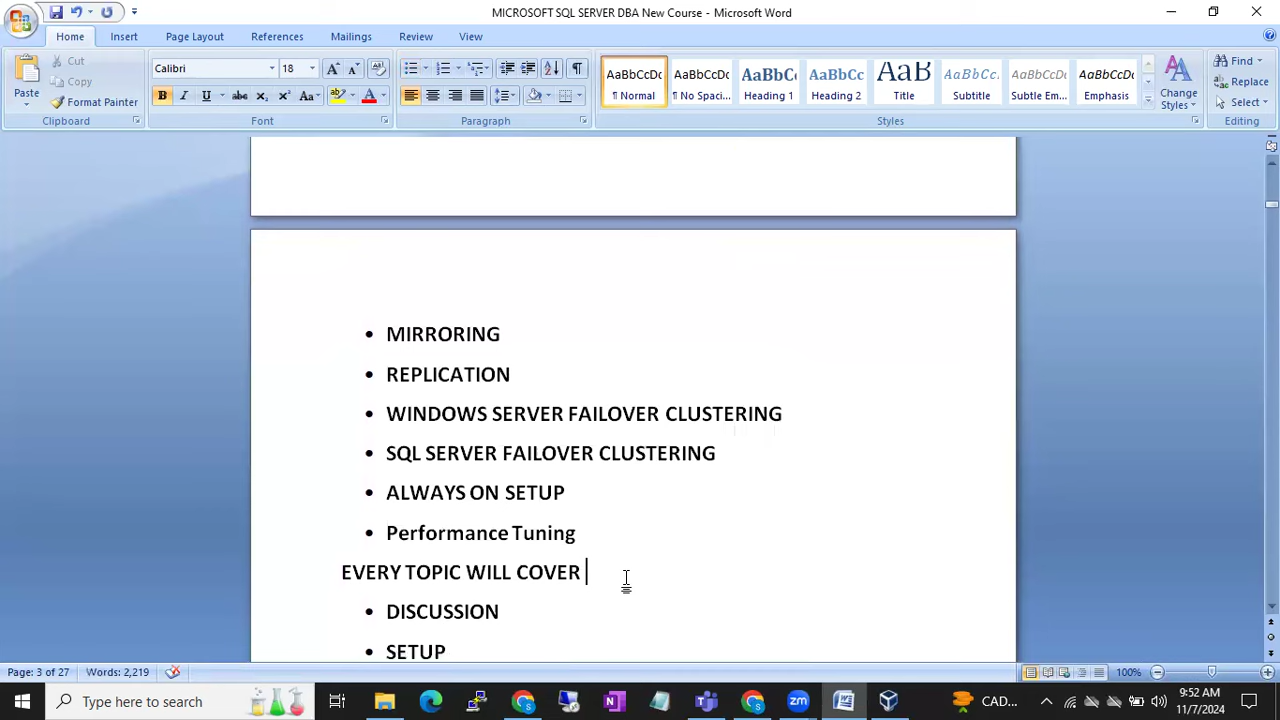 MICROSOFT SQL SERVER DBA New Course - Microsoft Word
Home Insert Page Layout References Mailings Review View
Paste
Cut
Copy
Format Painter
Clipboard
Calibri 18
Font
Paragraph
AaBbCcDc AaBbCcDc AaBbCc AaBbCc AaB AaBbCc. AaBbCcDc AaBbCcDc
¶ Normal ¶ No Spaci... Heading 1 Heading 2 Title Subtitle Subtle Em... Emphasis
Change Styles
Styles
Find
Replace
Select
Editing
• MIRRORING
• REPLICATION
• WINDOWS SERVER FAILOVER CLUSTERING
• SQL SERVER FAILOVER CLUSTERING
• ALWAYS ON SETUP
• Performance Tuning
EVERY TOPIC WILL COVER
• DISCUSSION
• SETUP
Page: 3 of 27 Words: 2,219 100%
Type here to search
CAD...
9:52 AM
11/7/2024